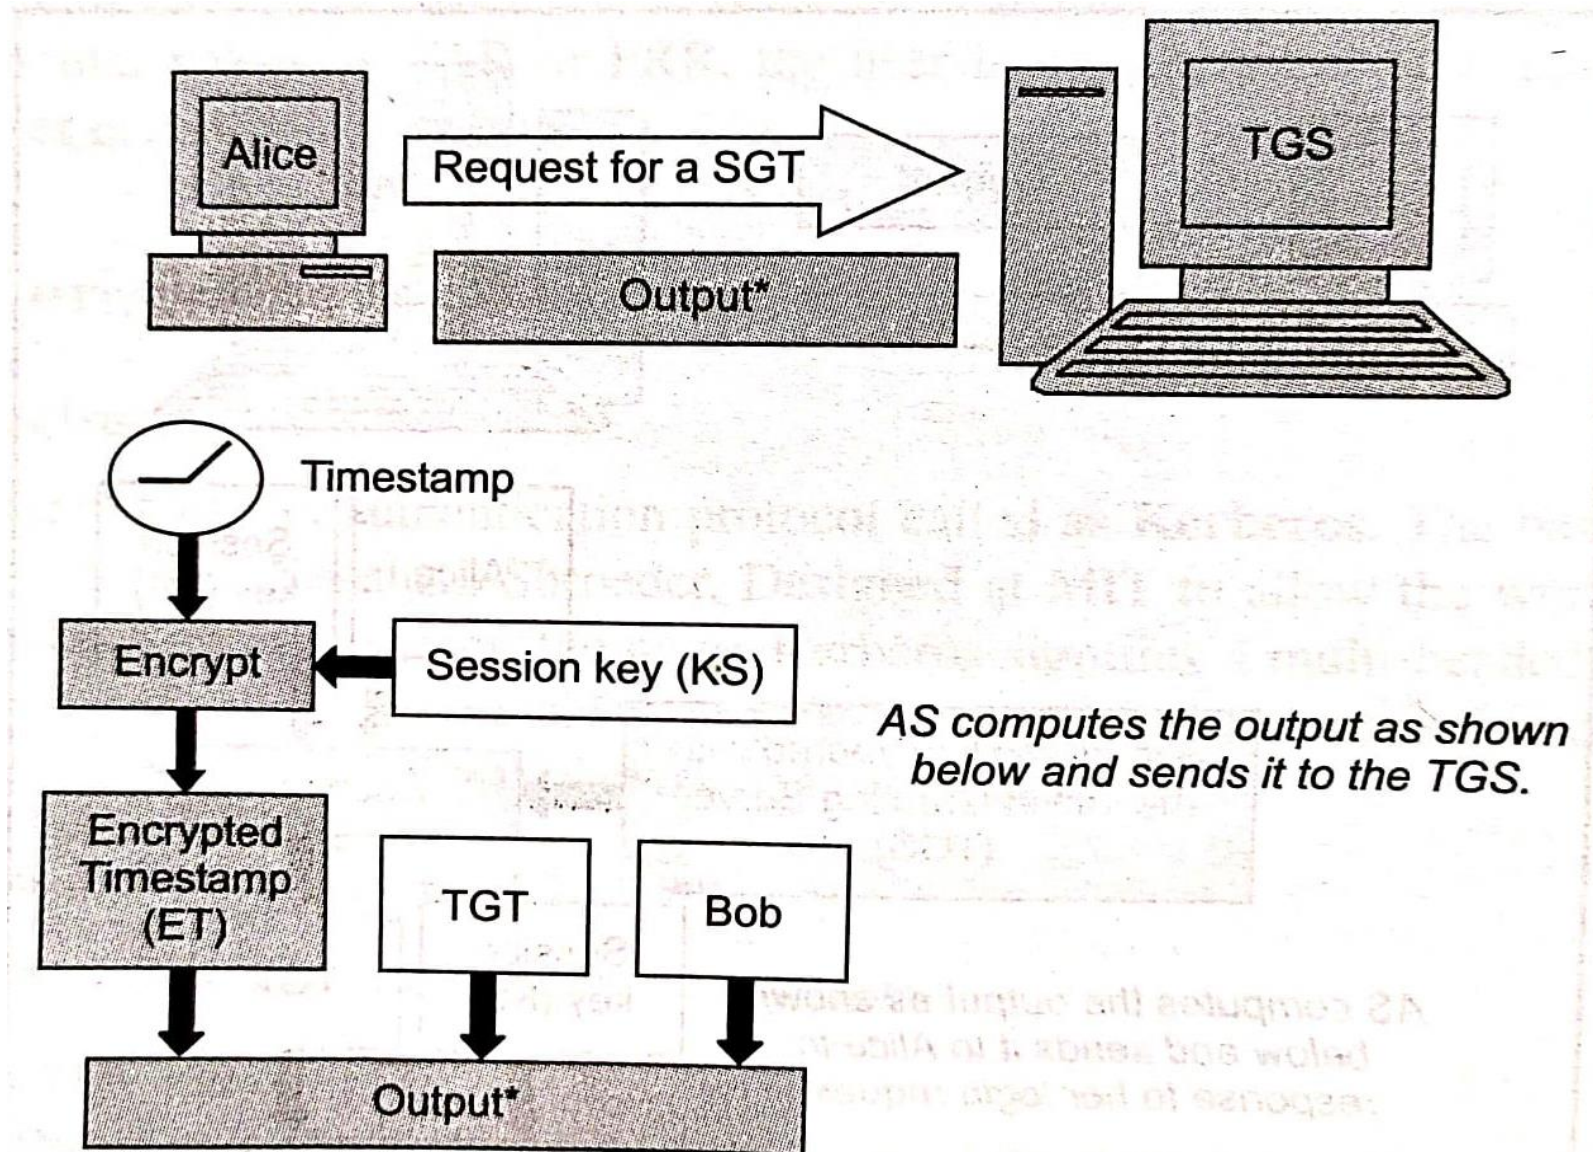 Alice
Request for a SGT
TGS
Output*
Timestamp
Encrypt
Session key (KS)
AS computes the output as shown
below and sends it to the TGS.
Encrypted
Timestamp
(ET)
TGT
Bob
Output*